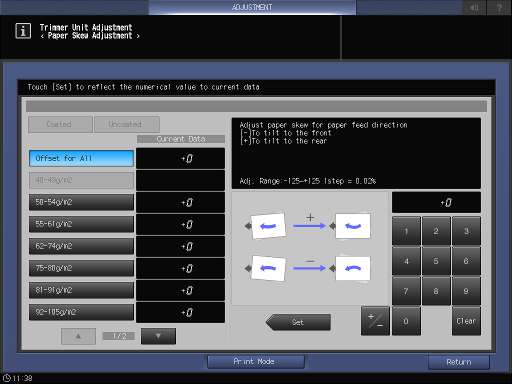 ADJUSTMENT
Trimmer Unit Adjustment
< Paper Skew Adjustment >
Touch [Set] to reflect the numerical value to current data
Coated
Uncoated
Current Data
Offset for All
+0
40-49g/m2
50-54g/m2
+0
55-61g/m2
+0
62-74g/m2
+0
75-80g/m2
+0
81-91g/m2
+0
92-105g/m2
+0
1/2
Adjust paper skew for paper feed direction
[-]To tilt to the front
[+]To tilt to the rear
Adj. Range:-125→+125 1step = 0.02%
+
-
Set
+0
1 2 3
4 5 6
7 8 9
+/- 0 Clear
Print Mode
Return
11:38